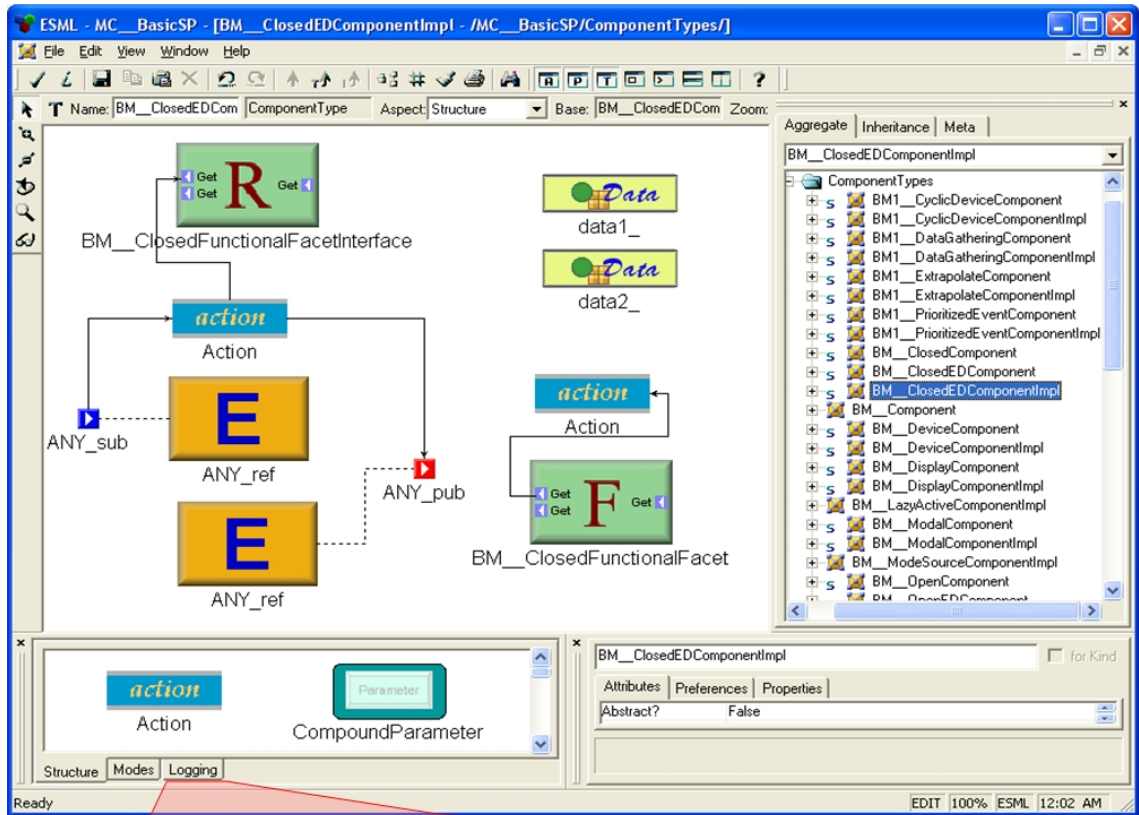 ESML - MC__BasicSP - [BM__ClosedEDComponentImpl - /MC__BasicSP/ComponentTypes/]
File Edit View Window Help
A P T ?
T Name: BM__ClosedEDCom ComponentType Aspect: Structure Base: BM__ClosedEDCom Zoom:
Get R Get
Get
BM__ClosedFunctionalFacetInterface
Data
data1_
Data
data2_
action
Action
E
ANY_sub
ANY_ref
ANY_pub
E
ANY_ref
action
Action
Get F Get
Get
BM__ClosedFunctionalFacet
Aggregate Inheritance Meta
BM__ClosedEDComponentImpl
ComponentTypes
S BM1__CyclicDeviceComponent
S BM1__CyclicDeviceComponentImpl
S BM1__DataGatheringComponent
S BM1__DataGatheringComponentImpl
S BM1__ExtrapolateComponent
S BM1__ExtrapolateComponentImpl
S BM1__PrioritizedEventComponent
S BM1__PrioritizedEventComponentImpl
S BM__ClosedComponent
S BM__ClosedEDComponent
S BM__ClosedEDComponentImpl
BM__Component
S BM__DeviceComponent
S BM__DeviceComponentImpl
S BM__DisplayComponent
S BM__DisplayComponentImpl
BM__LazyActiveComponentImpl
S BM__ModalComponent
S BM__ModalComponentImpl
BM__ModeSourceComponentImpl
S BM__OpenComponent
BM__OpenEDComponent
action
Action
Parameter
CompoundParameter
Structure Modes Logging
BM__ClosedEDComponentImpl for Kind
Attributes Preferences Properties
Abstract? False
Ready EDIT 100% ESML 12:02 AM